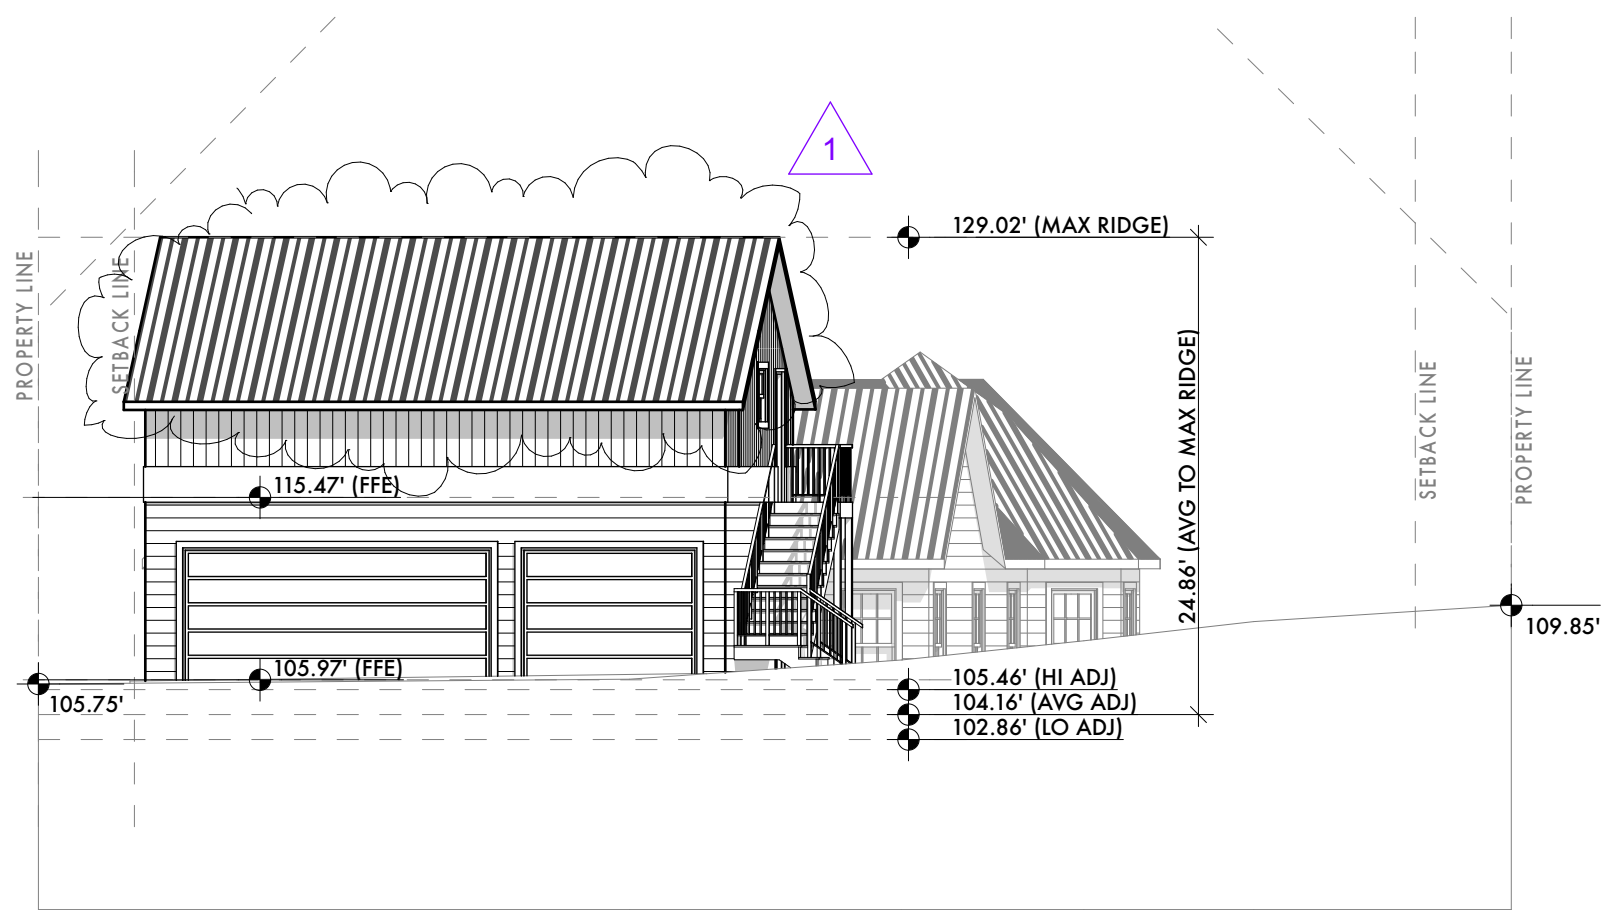 1
129.02' (MAX RIDGE)
PROPERTY LINE
SETBACK LINE
24.86' (AVG TO MAX RIDGE)
SETBACK LINE
PROPERTY LINE
115.47' (FFE)
109.85'
105.97' (FFE)
105.75'
105.46' (HI ADJ)
104.16' (AVG ADJ)
102.86' (LO ADJ)